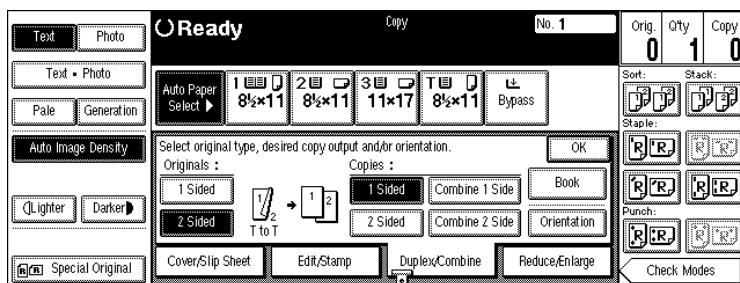 Text
Photo
Text • Photo
Pale
Generation
Auto Image Density
Lighter
Darker
Special Original
Ready
Copy
No. 1
Auto Paper Select ▶
1 8½×11
2 8½×11
3 11×17
T 8½×11
Bypass
Select original type, desired copy output and/or orientation.
OK
Originals :
Copies :
1 Sided
2 Sided
1
2
T to T
1
2
1 Sided
Combine 1 Side
Book
2 Sided
Combine 2 Side
Orientation
Cover/Slip Sheet
Edit/Stamp
Duplex/Combine
Reduce/Enlarge
Orig.
Q'ty
Copy
0
1
0
Sort:
Stack:
Staple:
Punch:
Check Modes